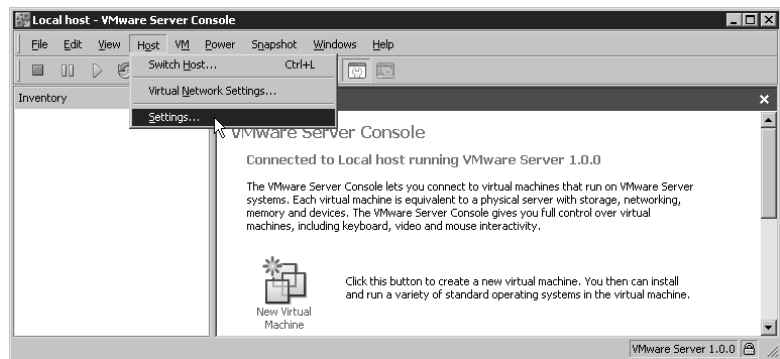 Local host - VMware Server Console
File Edit View Host VM Power Snapshot Windows Help
Switch Host... Ctrl+L
Virtual Network Settings...
Settings...
Inventory
VMware Server Console
Connected to Local host running VMware Server 1.0.0
The VMware Server Console lets you connect to virtual machines that run on VMware Server
systems. Each virtual machine is equivalent to a physical server with storage, networking,
memory and devices. The VMware Server Console gives you full control over virtual
machines, including keyboard, video and mouse interactivity.
Click this button to create a new virtual machine. You then can install
and run a variety of standard operating systems in the virtual machine.
New Virtual
Machine
VMware Server 1.0.0